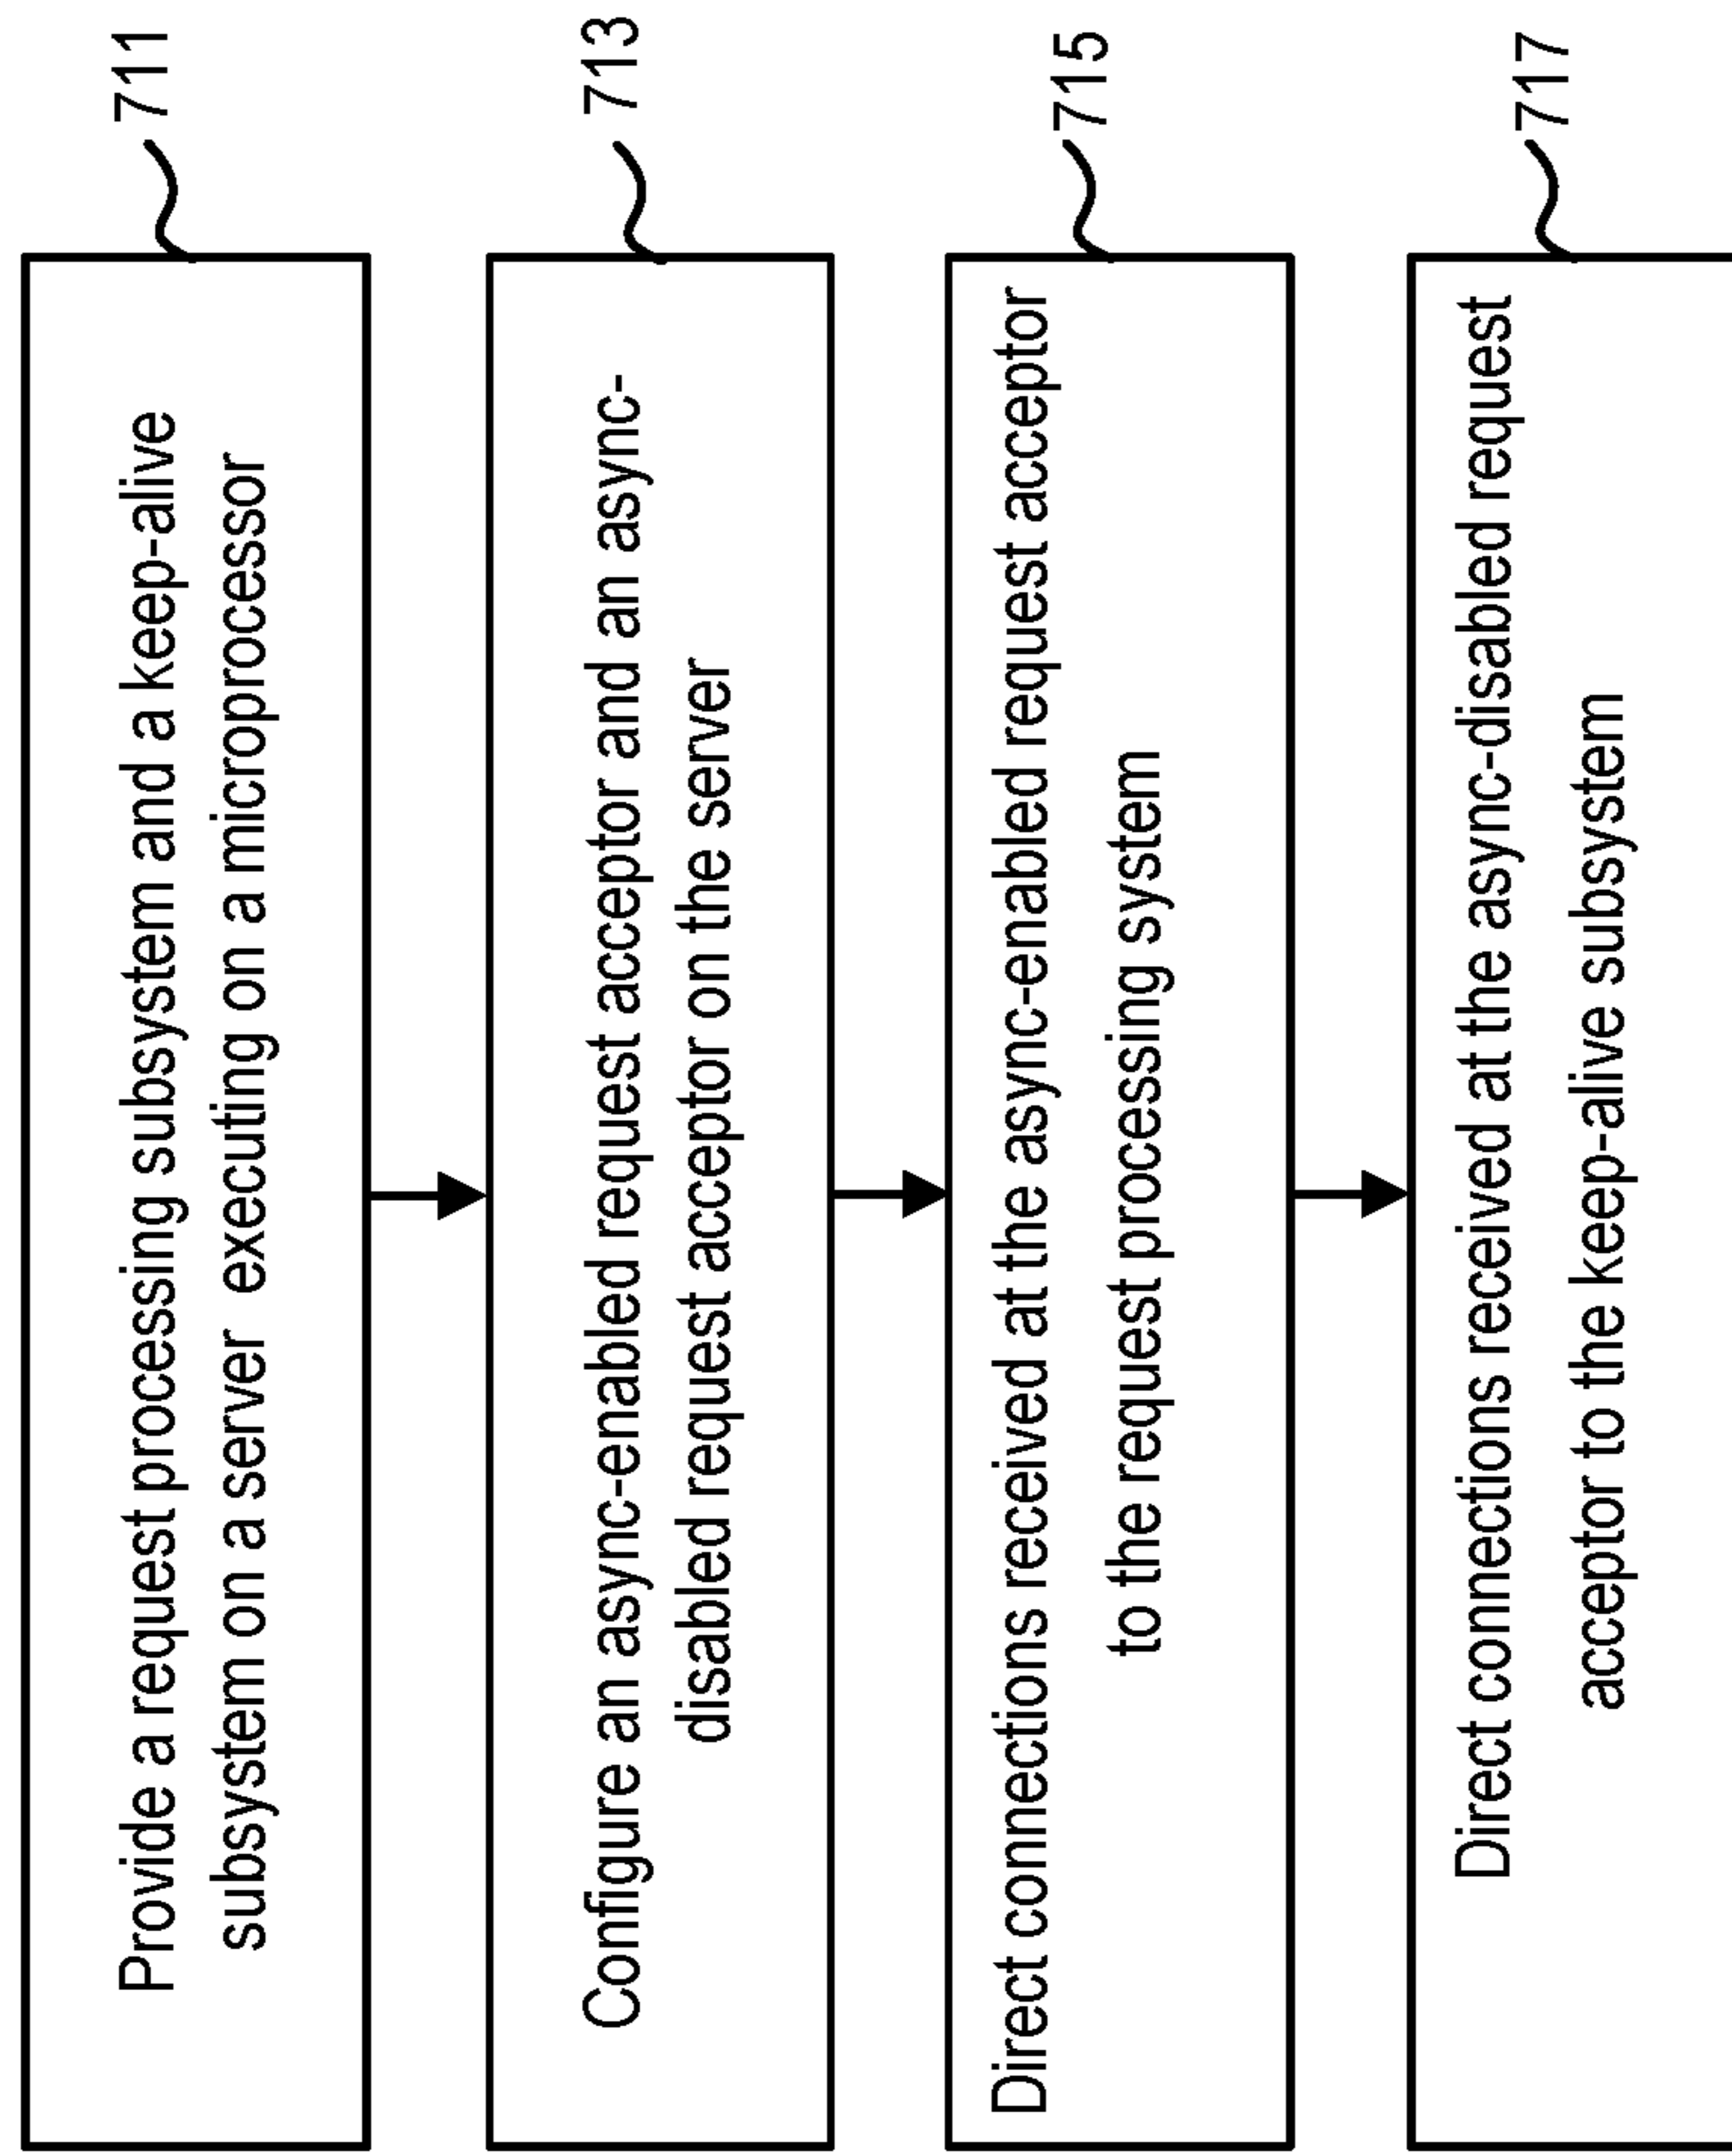 711
Provide a request processing subsystem and a keep-alive
subsystem on a server executing on a microprocessor
713
Configure an async-enabled request acceptor and an async-
disabled request acceptor on the server
715
Direct connections received at the async-enabled request acceptor
to the request processing system
717
Direct connections received at the async-disabled request
acceptor to the keep-alive subsystem